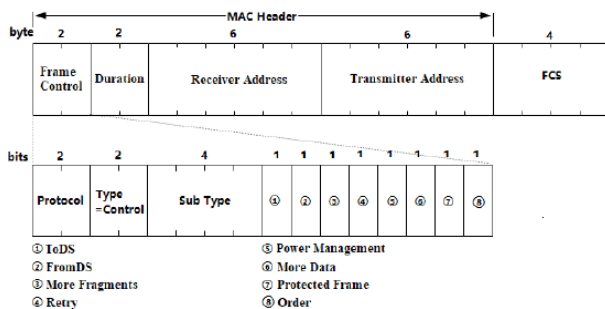 MAC Header
byte 2 2 6 6 4
Frame Control Duration Receiver Address Transmitter Address FCS
bits 2 2 4 1 1 1 1 1 1 1 1
Protocol Type =Control Sub Type ① ② ③ ④ ⑤ ⑥ ⑦ ⑧
① ToDS ⑤ Power Management
② FromDS ⑥ More Data
③ More Fragments ⑦ Protected Frame
④ Retry ⑧ Order